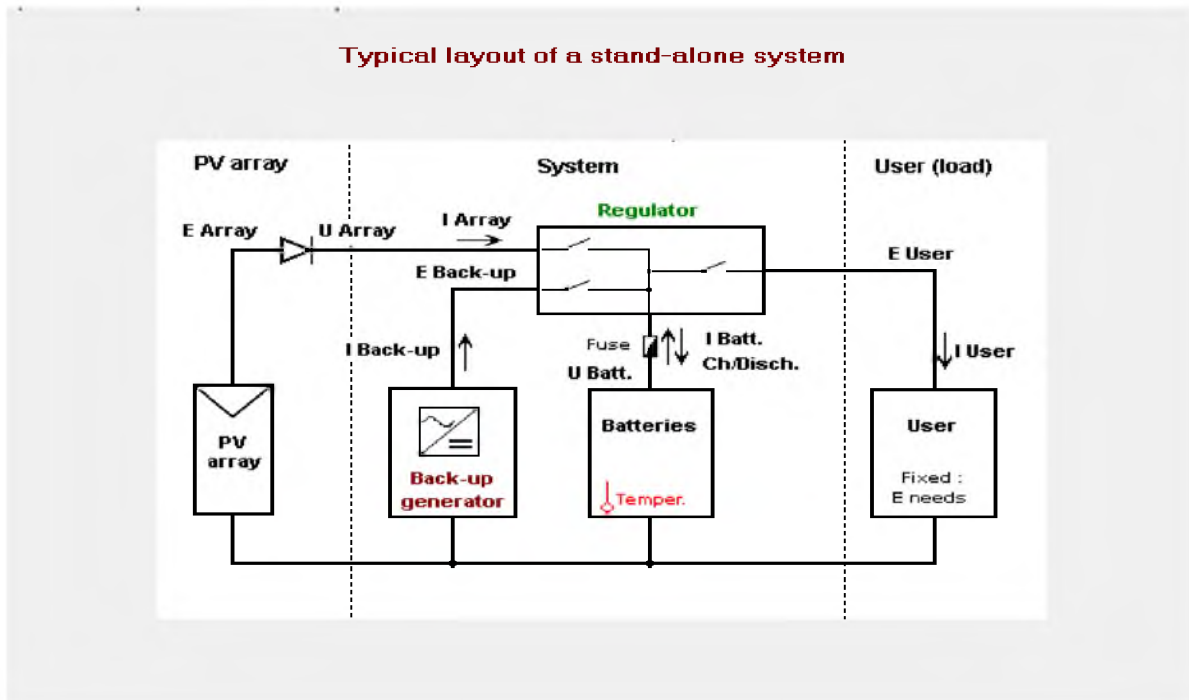 Typical layout of a stand-alone system
PV array
System
User (load)
Regulator
E Array
U Array
I Array
E Back-up
E User
I Back-up
Fuse
U Batt.
I Batt.
Ch/Disch.
I User
PV
array
Back-up
generator
Batteries
Temper.
User
Fixed :
E needs